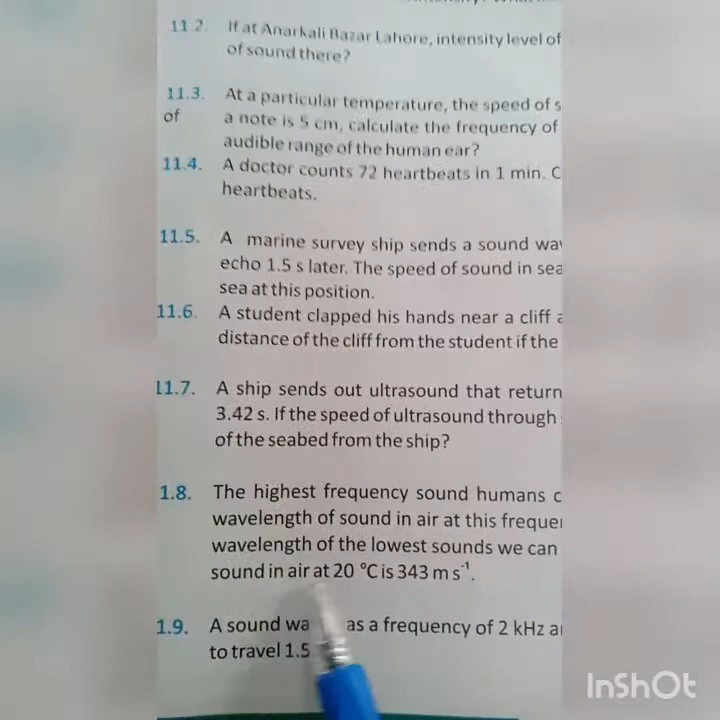 11.2. If at Anarkali Bazar Lahore, intensity level of
of sound there?
11.3. At a particular temperature, the speed of s
of a note is 5 cm, calculate the frequency of
audible range of the human ear?
11.4. A doctor counts 72 heartbeats in 1 min. C
heartbeats.
11.5. A marine survey ship sends a sound wav
echo 1.5 s later. The speed of sound in sea
sea at this position.
11.6. A student clapped his hands near a cliff a
distance of the cliff from the student if the
11.7. A ship sends out ultrasound that return
3.42 s. If the speed of ultrasound through
of the seabed from the ship?
1.8. The highest frequency sound humans c
wavelength of sound in air at this frequen
wavelength of the lowest sounds we can
sound in air at 20 °C is 343 m s⁻¹.
1.9. A sound wa as a frequency of 2 kHz a
to travel 1.5
InShOt